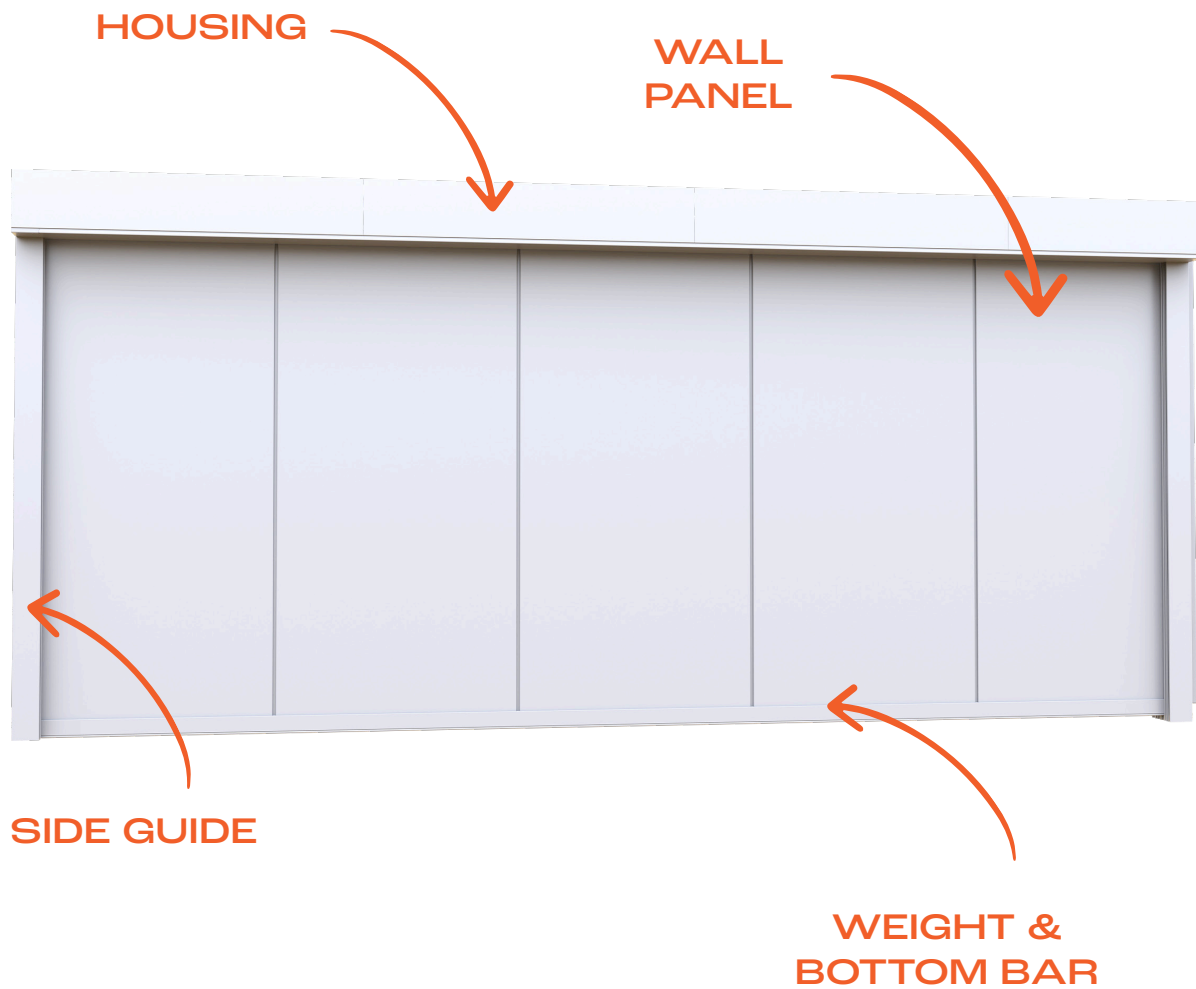 HOUSING
WALL
PANEL
SIDE GUIDE
WEIGHT &
BOTTOM BAR